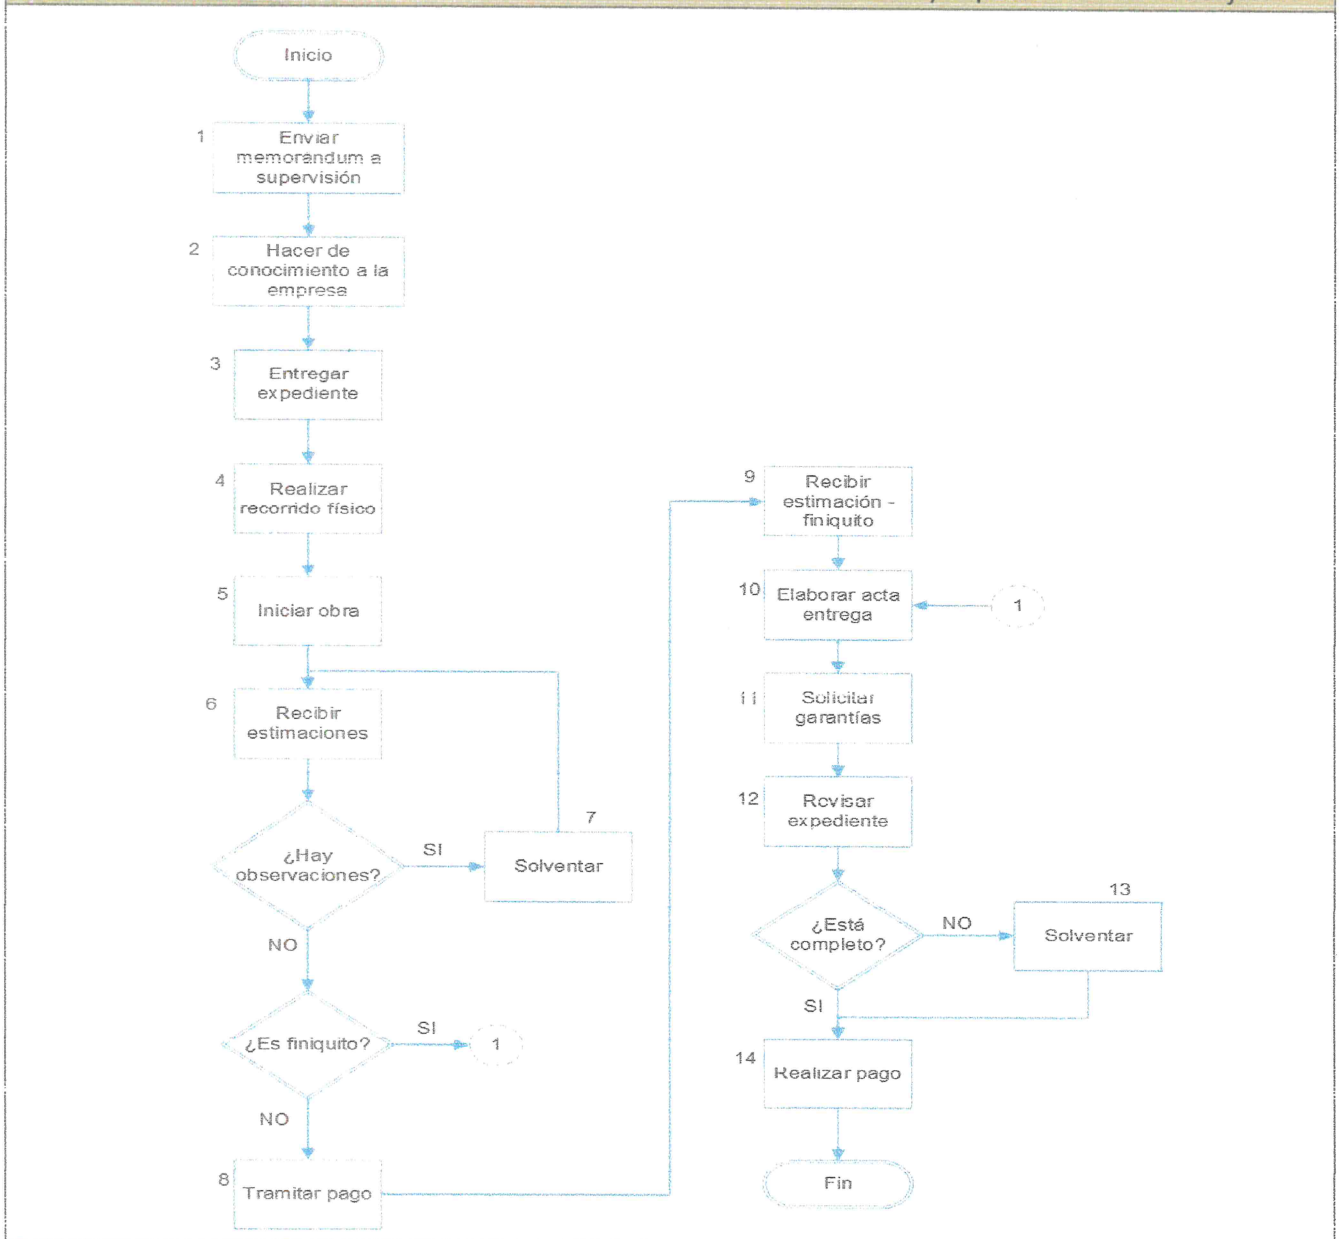 Inicio
1
Enviar
memorándum a
supervisión
2
Hacer de
conocimiento a la
empresa
3
Entregar
expediente
4
Realizar
recorrido físico
5
Iniciar obra
6
Recibir
estimaciones
¿Hay
observaciones?
SI
7
Solventar
NO
¿Es finiquito?
SI
1
NO
8
Tramitar pago
9
Recibir
estimación -
finiquito
10
Elaborar acta
entrega
1
11
Solicitar
garantías
12
Revisar
expediente
¿Está
completo?
NO
13
Solventar
SI
14
Realizar pago
Fin